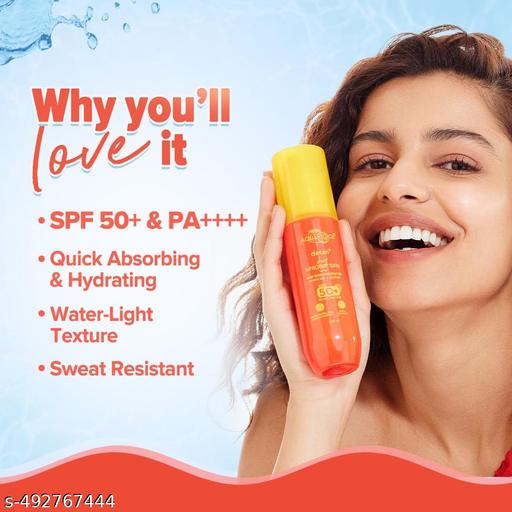 Why you'll
love it
• SPF 50+ & PA++++
• Quick Absorbing
& Hydrating
• Water-Light
Texture
• Sweat Resistant
50+
s-492767444